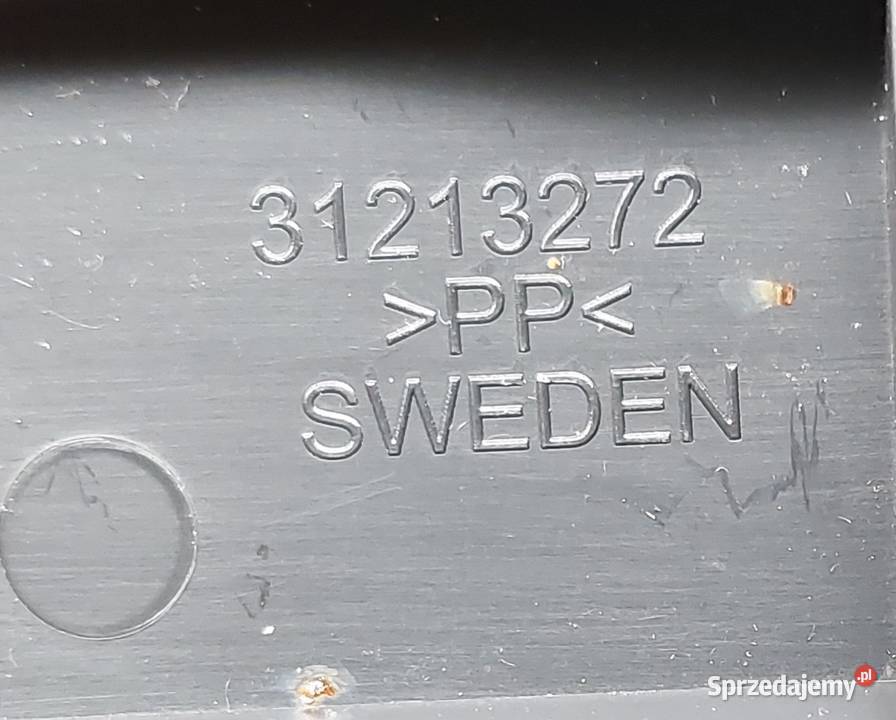 31213272
>PP<
SWEDEN
Sprzedajemy.pl